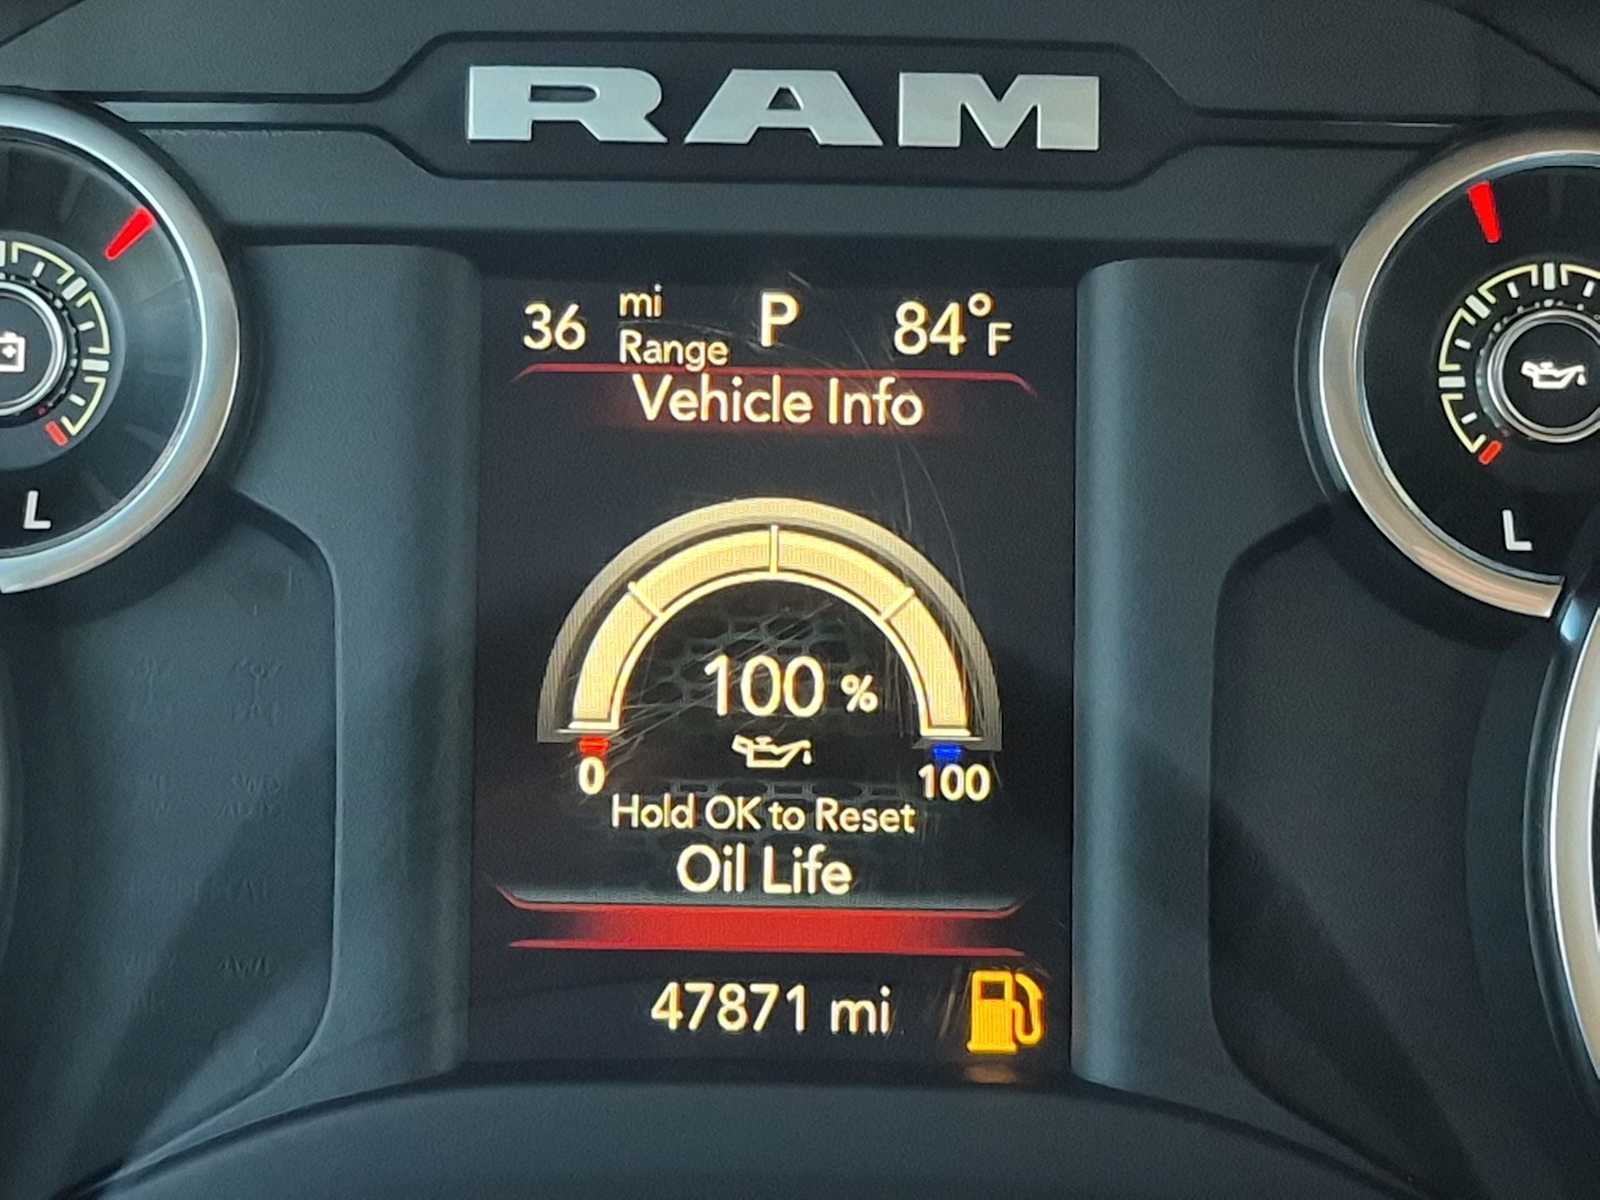 RAM
36 mi Range P 84°F
Vehicle Info
100 %
0 100
Hold OK to Reset
Oil Life
47871 mi
L L